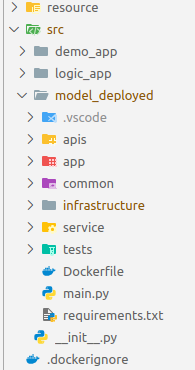 resource
src
demo_app
logic_app
model_deployed
.vscode
apis
app
common
infrastructure
service
tests
Dockerfile
main.py
requirements.txt
__init__.py
.dockerignore